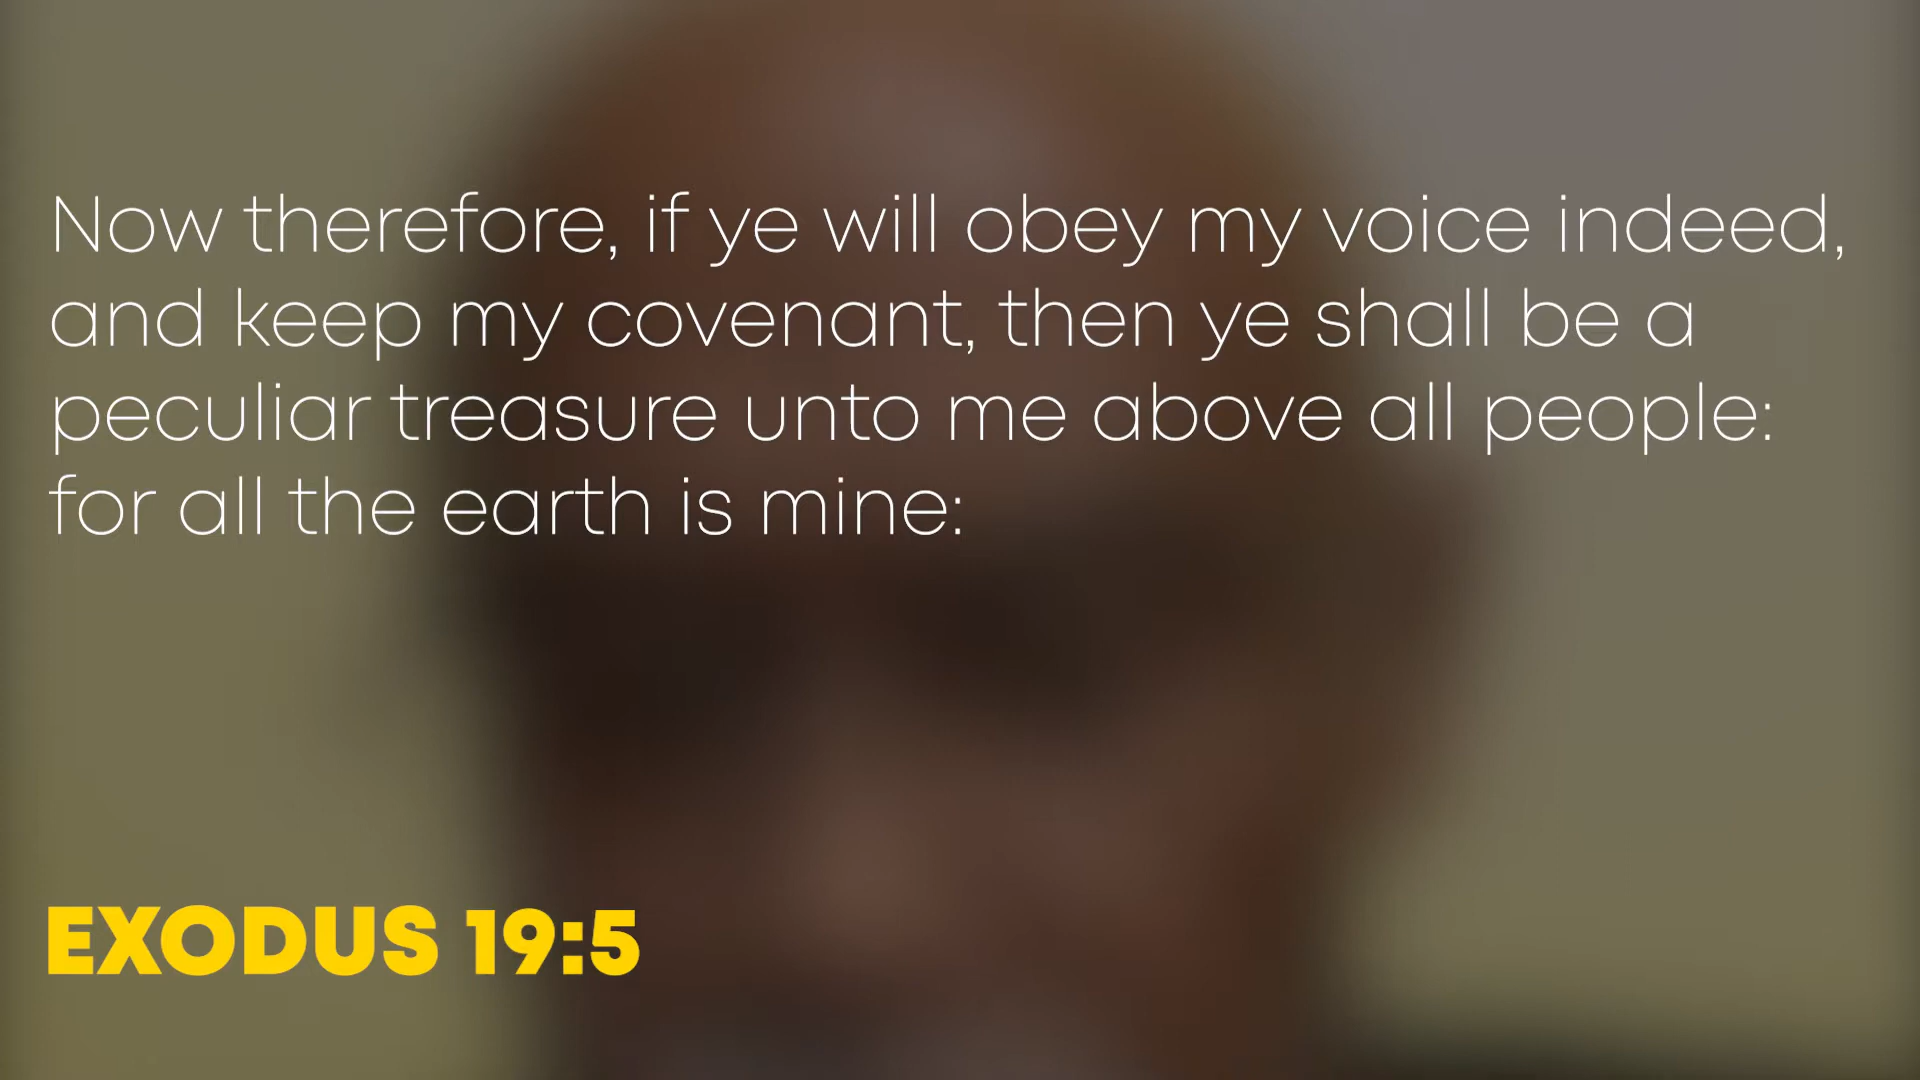 Now therefore, if ye will obey my voice indeed,
and keep my covenant, then ye shall be a
peculiar treasure unto me above all people:
for all the earth is mine:
EXODUS 19:5